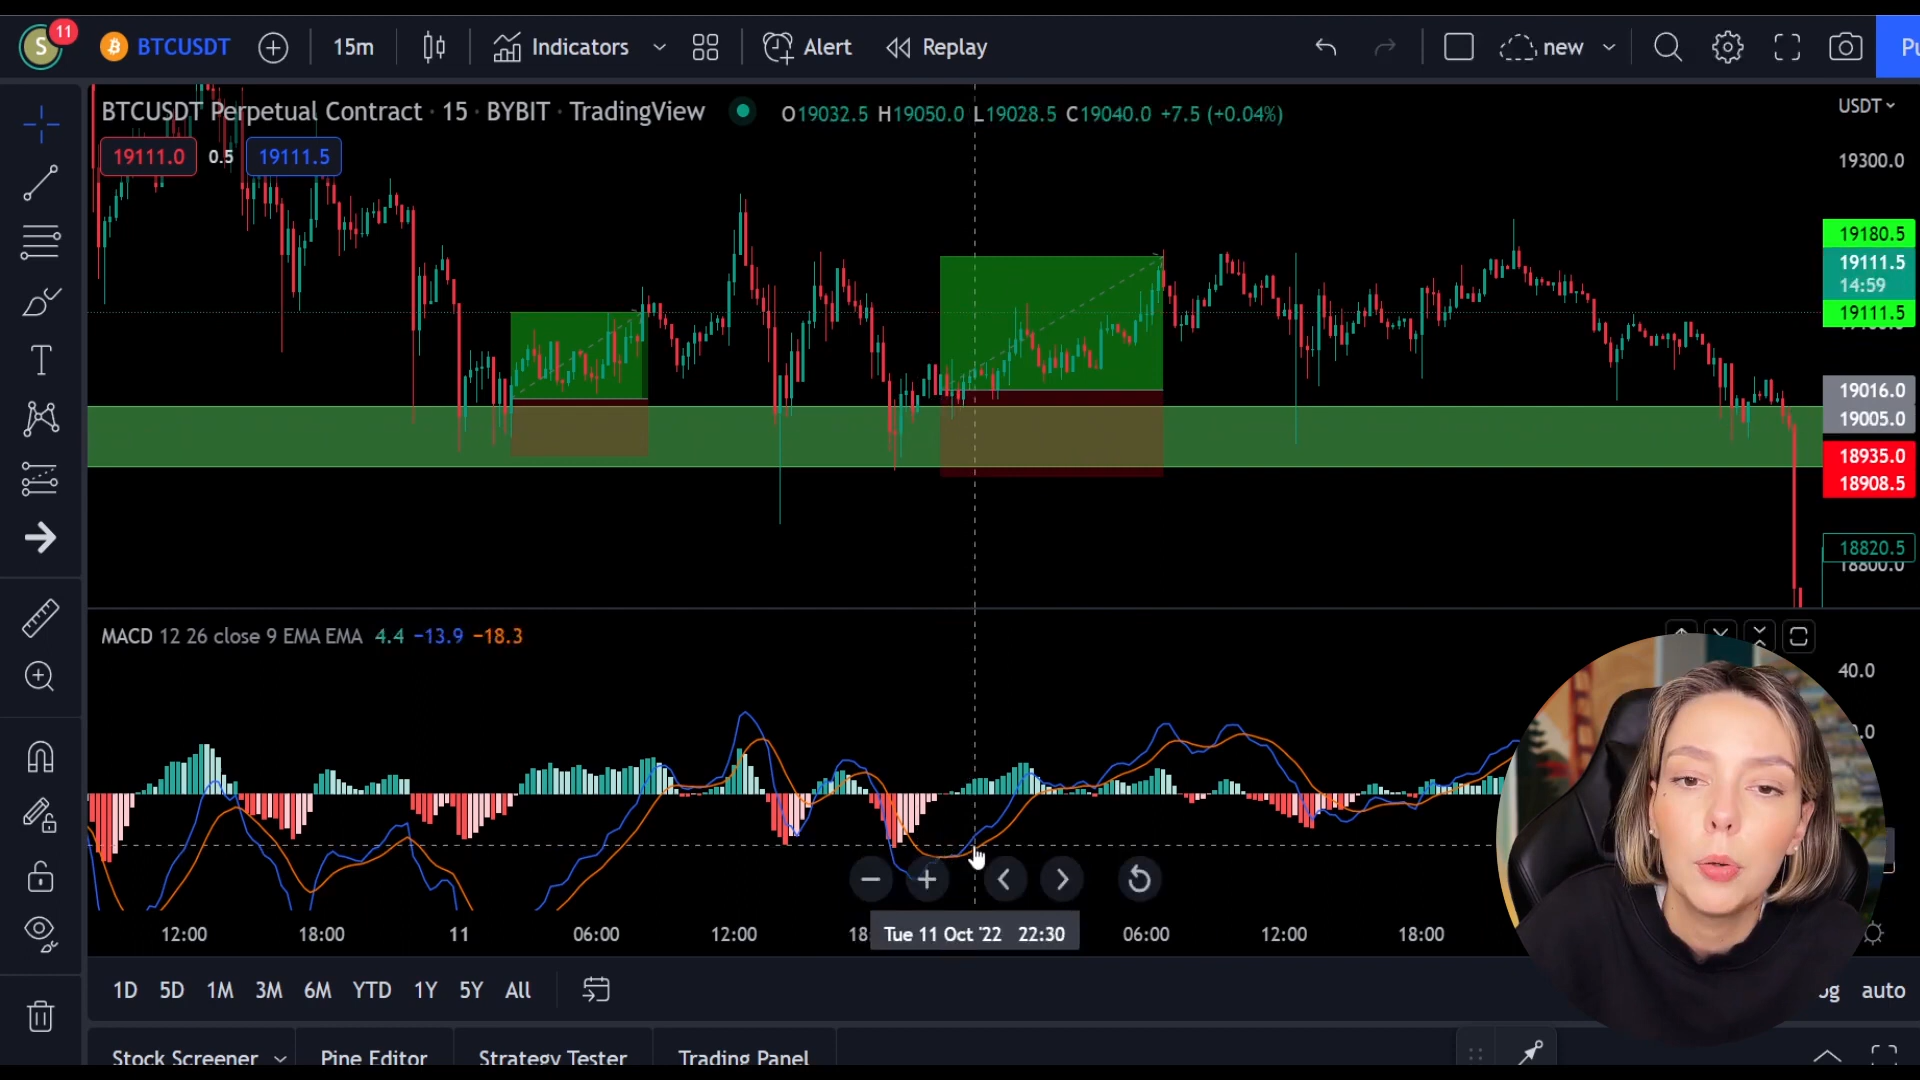 S 11 BTCUSDT 15m Indicators Alert Replay new Pu
BTCUSDT Perpetual Contract · 15 · BYBIT · TradingView O19032.5 H19050.0 L19028.5 C19040.0 +7.5 (+0.04%)
USDT
19111.0 0.5 19111.5
19300.0
19180.5
19111.5
14:59
19111.5
19016.0
19005.0
18935.0
18908.5
18820.5
18800.0
MACD 12 26 close 9 EMA EMA 4.4 −13.9 −18.3
40.0
12:00 18:00 11 06:00 12:00 18: Tue 11 Oct '22 22:30 06:00 12:00 18:00
1D 5D 1M 3M 6M YTD 1Y 5Y All auto
Stock Screener Pine Editor Strategy Tester Trading Panel